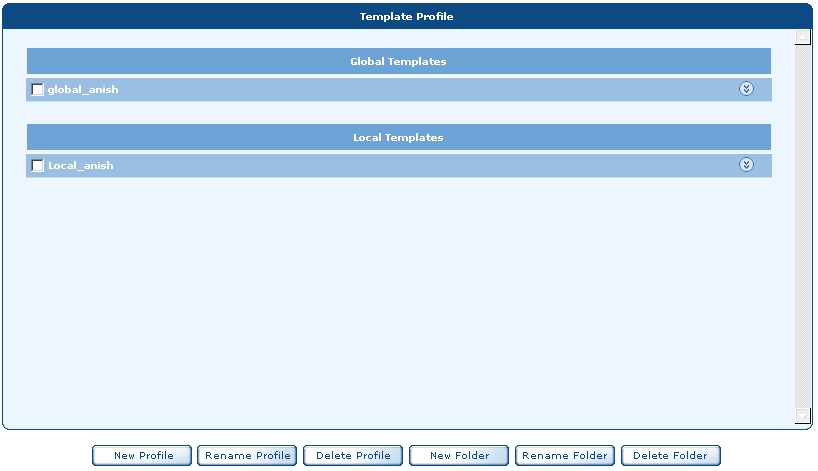 Template Profile
Global Templates
global_anish
Local Templates
Local_anish
New Profile Rename Profile Delete Profile New Folder Rename Folder Delete Folder